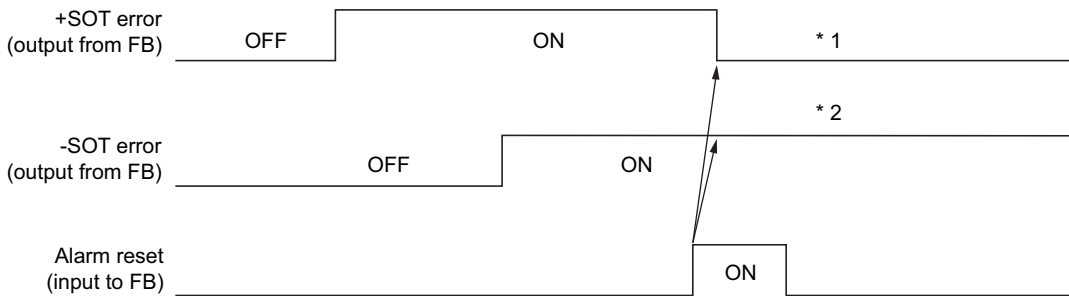 +SOT error
(output from FB)
OFF
ON
* 1
* 2
-SOT error
(output from FB)
OFF
ON
Alarm reset
(input to FB)
ON